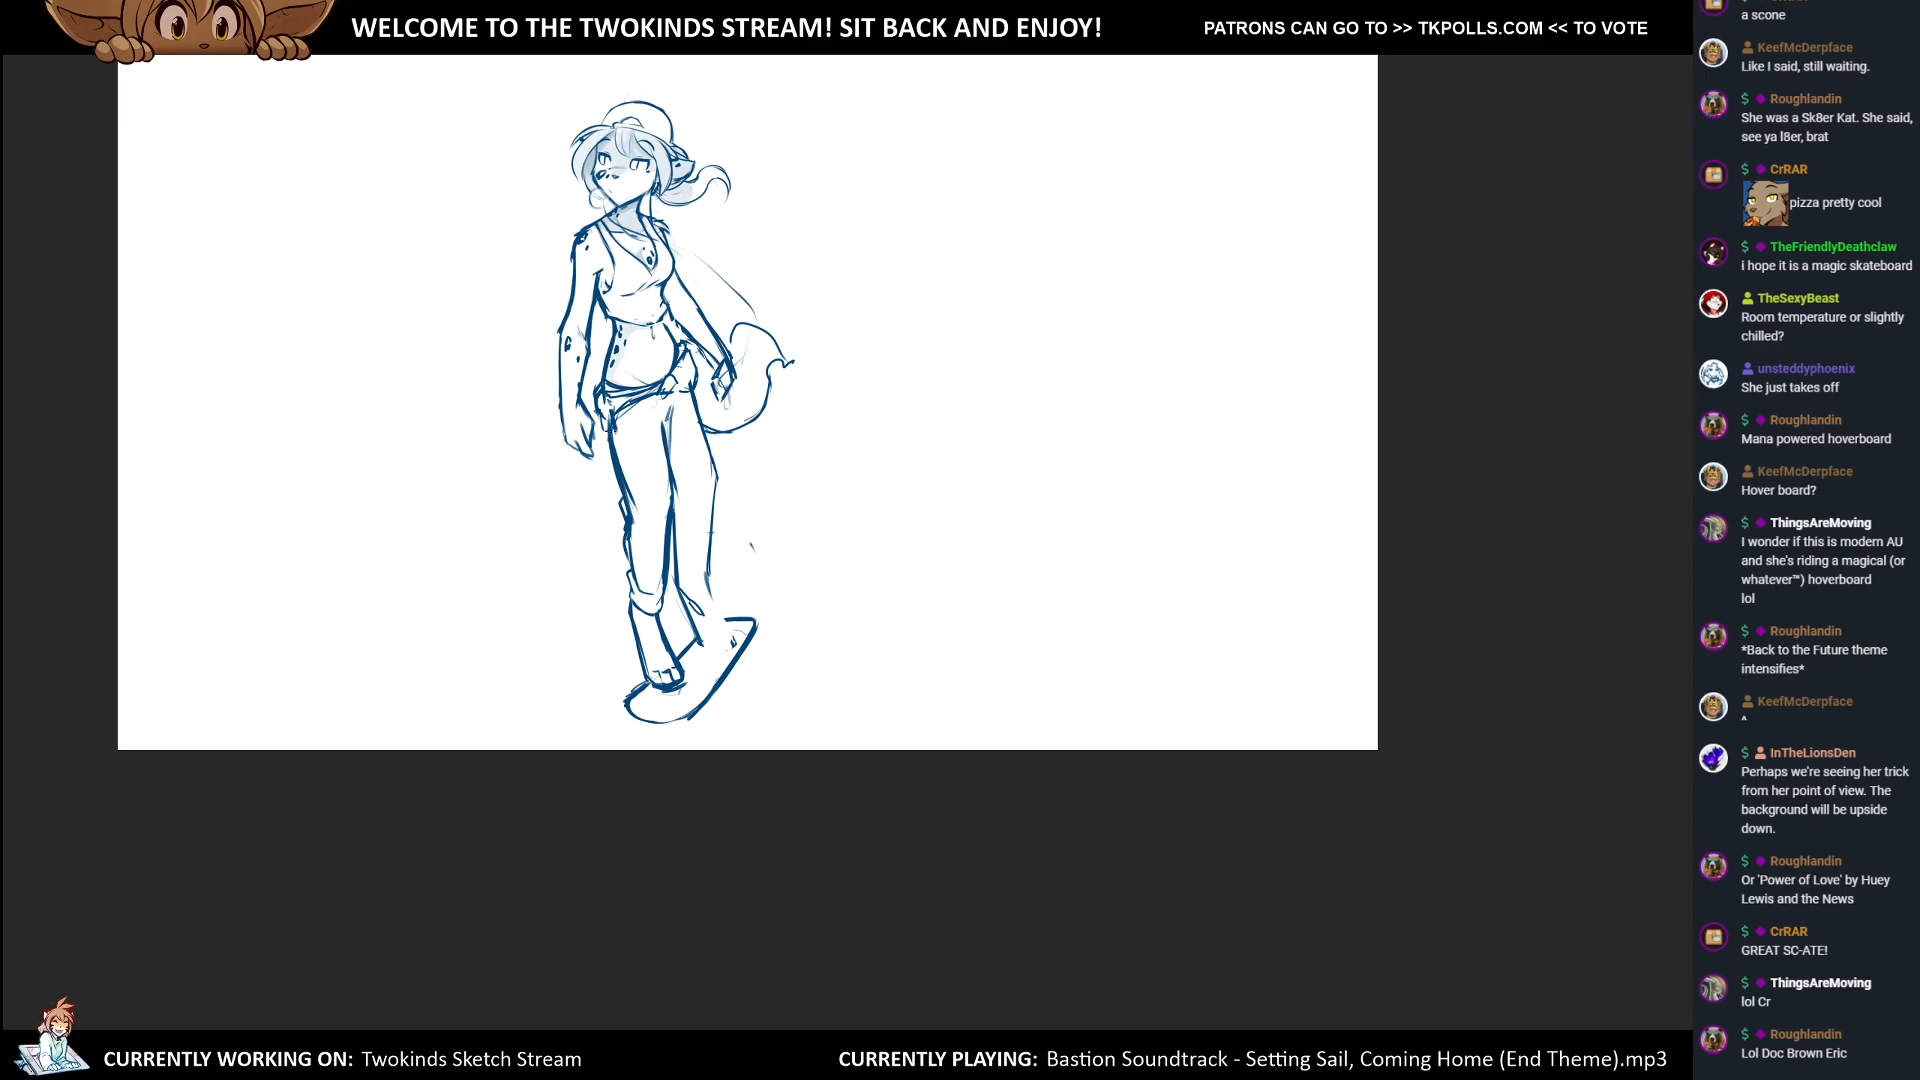 WELCOME TO THE TWOKINDS STREAM! SIT BACK AND ENJOY!
PATRONS CAN GO TO >> TKPOLLS.COM << TO VOTE
a scone
KeefMcDerpface
Like I said, still waiting.
Roughlandin
She was a Sk8er Kat. She said,
see ya l8er, brat
CrRAR
pizza pretty cool
TheFriendlyDeathclaw
i hope it is a magic skateboard
TheSexyBeast
Room temperature or slightly
chilled?
unsteddyphoenix
She just takes off
Roughlandin
Mana powered hoverboard
KeefMcDerpface
Hover board?
ThingsAreMoving
I wonder if this is modern AU
and she's riding a magical (or
whatever™) hoverboard
lol
Roughlandin
*Back to the Future theme
intensifies*
KeefMcDerpface
^
InTheLionsDen
Perhaps we're seeing her trick
from her point of view. The
background will be upside
down.
Roughlandin
Or 'Power of Love' by Huey
Lewis and the News
CrRAR
GREAT SC-ATE!
ThingsAreMoving
lol Cr
Roughlandin
Lol Doc Brown Eric
CURRENTLY WORKING ON: Twokinds Sketch Stream
CURRENTLY PLAYING: Bastion Soundtrack - Setting Sail, Coming Home (End Theme).mp3